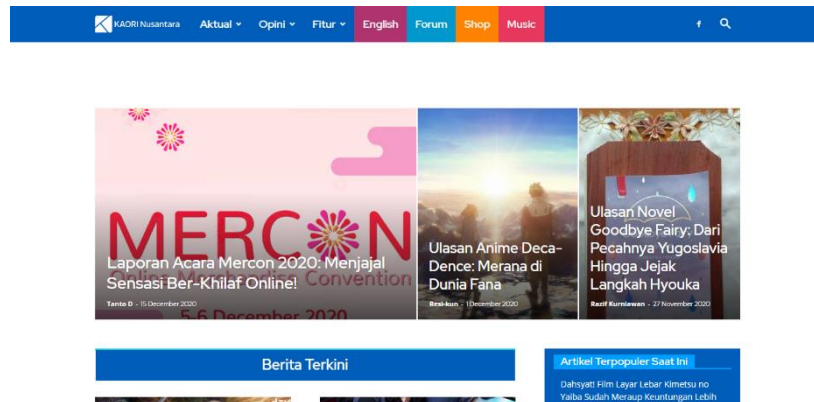 KAORI Nusantara Aktual Opini Fitur English Forum Shop Music
MERCON
Online Merchandise Convention
5-6 December 2020
Laporan Acara Mercon 2020: Menjajal
Sensasi Ber-Khilaf Online!
Tanto D - 15 December 2020
Ulasan Anime Deca-
Dence: Merana di
Dunia Fana
Resi-kun - 1 December 2020
Ulasan Novel
Goodbye Fairy: Dari
Pecahnya Yugoslavia
Hingga Jejak
Langkah Hyouka
Razif Kurniawan - 27 November 2020
Berita Terkini
Artikel Terpopuler Saat Ini
Dahsyat! Film Layar Lebar Kimetsu no
Yaiba Sudah Meraup Keuntungan Lebih